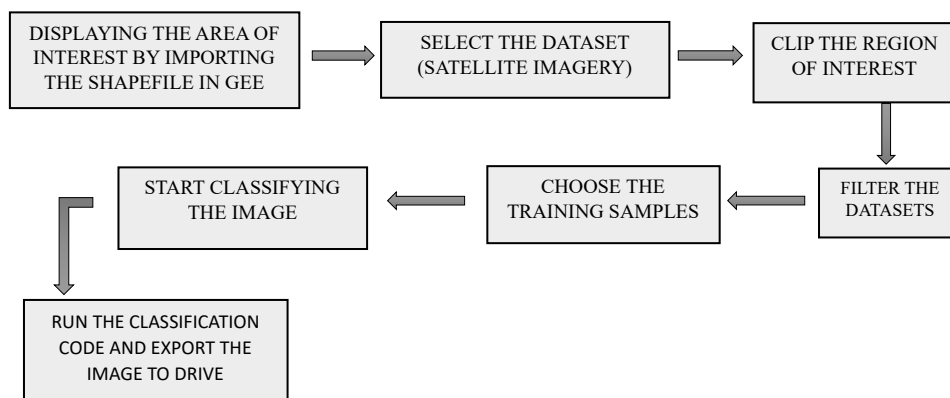 DISPLAYING THE AREA OF
INTEREST BY IMPORTING
THE SHAPEFILE IN GEE
SELECT THE DATASET
(SATELLITE IMAGERY)
CLIP THE REGION
OF INTEREST
FILTER THE
DATASETS
CHOOSE THE
TRAINING SAMPLES
START CLASSIFYING
THE IMAGE
RUN THE CLASSIFICATION
CODE AND EXPORT THE
IMAGE TO DRIVE